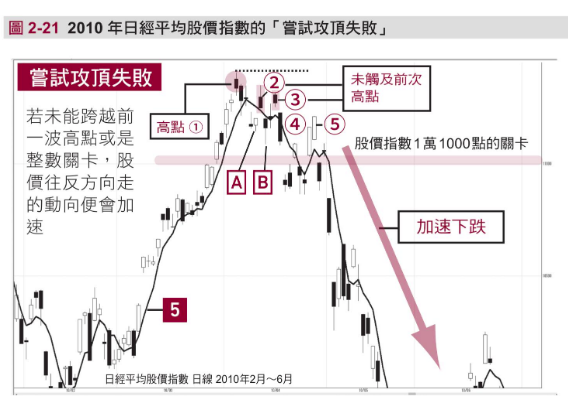 圖 2-21 2010 年日經平均股價指數的「嘗試攻頂失敗」
嘗試攻頂失敗
若未能跨越前
一波高點或是
整數關卡，股
價往反方向走
的動向便會加
速
高點 ①
②
③
④
⑤
未觸及前次
高點
A
B
股價指數1萬1000點的關卡
加速下跌
5
日經平均股價指數 日線 2010年2月～6月